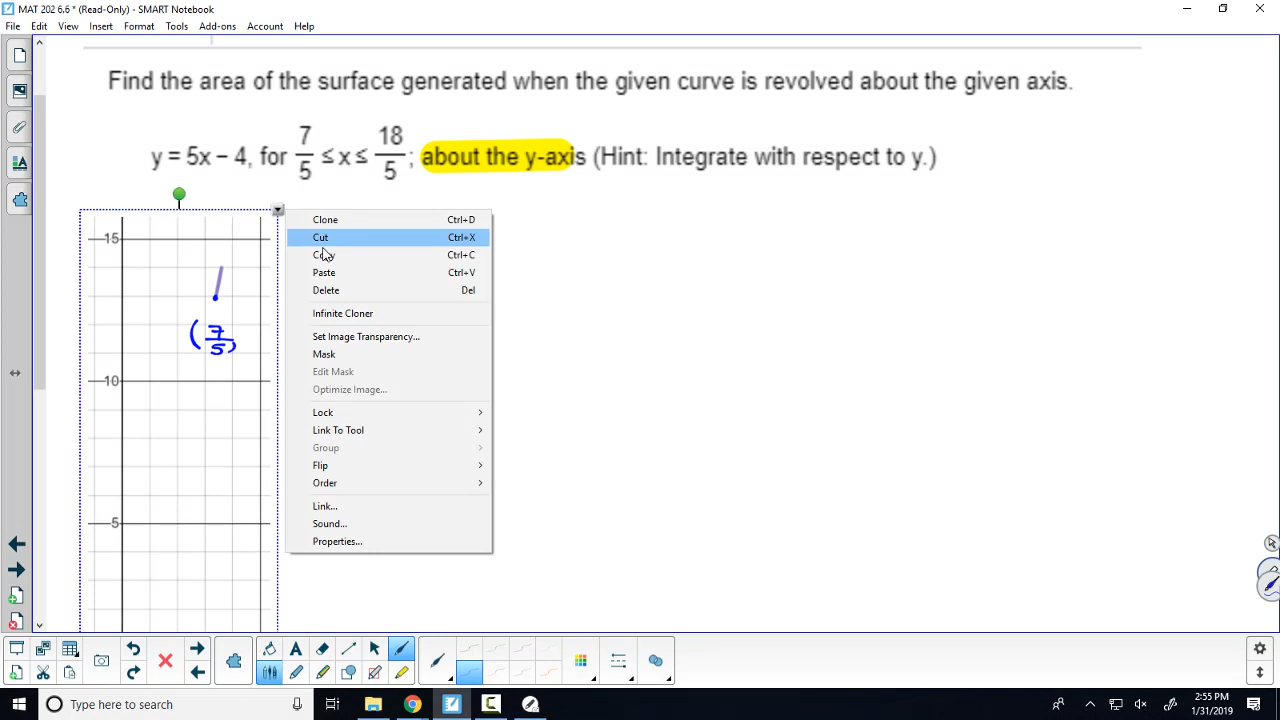 MAT 202 6.6 * (Read-Only) - SMART Notebook
File Edit View Insert Format Tools Add-ons Account Help
Find the area of the surface generated when the given curve is revolved about the given axis.
y = 5x − 4, for 7/5 ≤ x ≤ 18/5 ; about the y-axis (Hint: Integrate with respect to y.)
15
(7/5)
10
5
Clone Ctrl+D
Cut Ctrl+X
Copy Ctrl+C
Paste Ctrl+V
Delete Del
Infinite Cloner
Set Image Transparency...
Mask
Edit Mask
Optimize Image...
Lock
Link To Tool
Group
Flip
Order
Link...
Sound...
Properties...
Type here to search
2:55 PM
1/31/2019